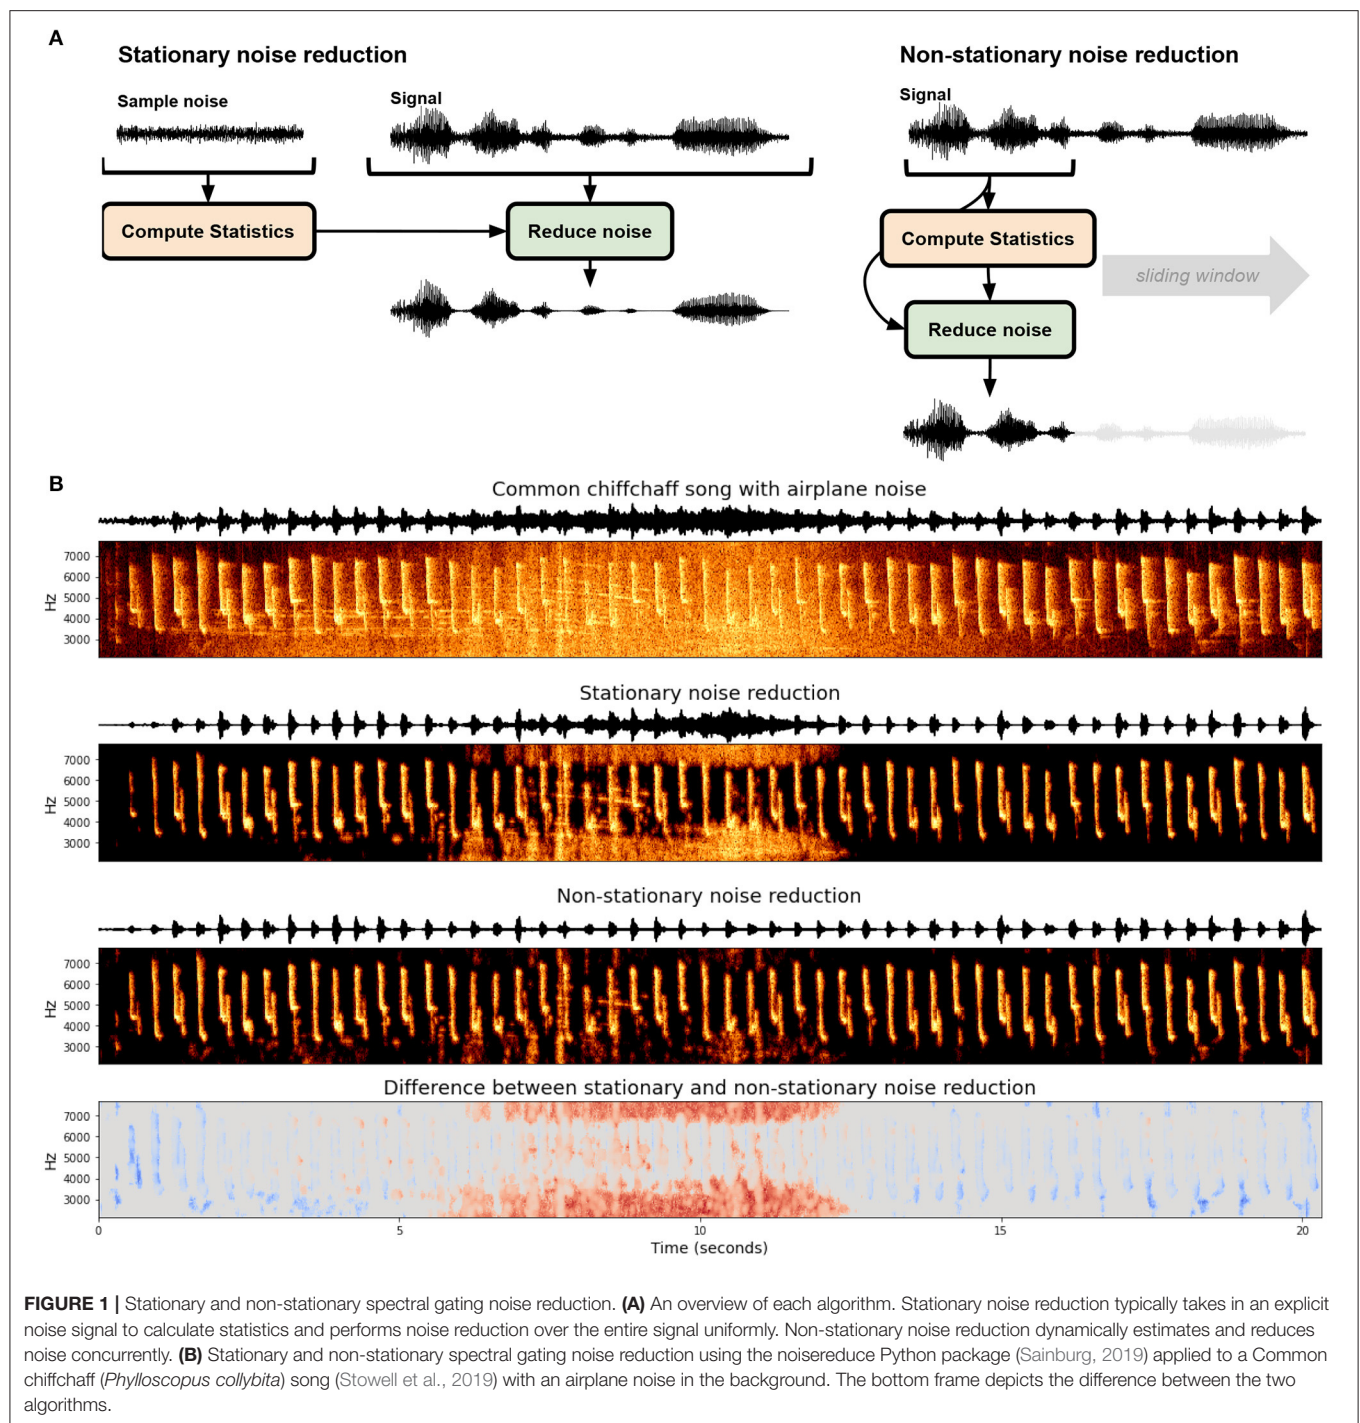 A
Stationary noise reduction
Non-stationary noise reduction
Sample noise
Signal
Signal
Compute Statistics
Reduce noise
Compute Statistics
sliding window
Reduce noise
B
Common chiffchaff song with airplane noise
7000
6000
5000
4000
3000
Hz
Stationary noise reduction
7000
6000
5000
4000
3000
Hz
Non-stationary noise reduction
7000
6000
5000
4000
3000
Hz
Difference between stationary and non-stationary noise reduction
7000
6000
5000
4000
3000
Hz
0 5 10 15 20
Time (seconds)
FIGURE 1 | Stationary and non-stationary spectral gating noise reduction. (A) An overview of each algorithm. Stationary noise reduction typically takes in an explicit
noise signal to calculate statistics and performs noise reduction over the entire signal uniformly. Non-stationary noise reduction dynamically estimates and reduces
noise concurrently. (B) Stationary and non-stationary spectral gating noise reduction using the noisereduce Python package (Sainburg, 2019) applied to a Common
chiffchaff (Phylloscopus collybita) song (Stowell et al., 2019) with an airplane noise in the background. The bottom frame depicts the difference between the two
algorithms.